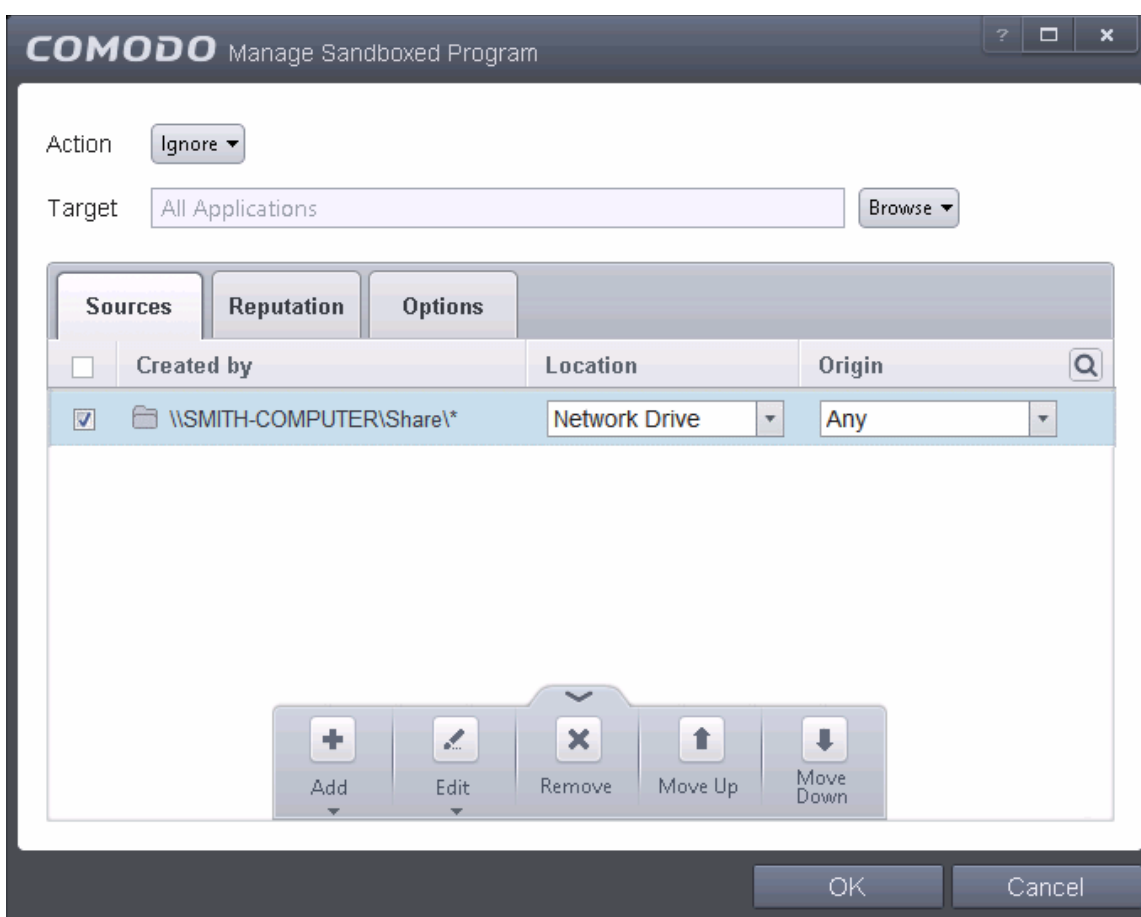 COMODO Manage Sandboxed Program ?
Action Ignore
Target All Applications Browse
Sources Reputation Options
Created by Location Origin
\\SMITH-COMPUTER\Share\* Network Drive Any
Add Edit Remove Move Up Move
Down
OK Cancel